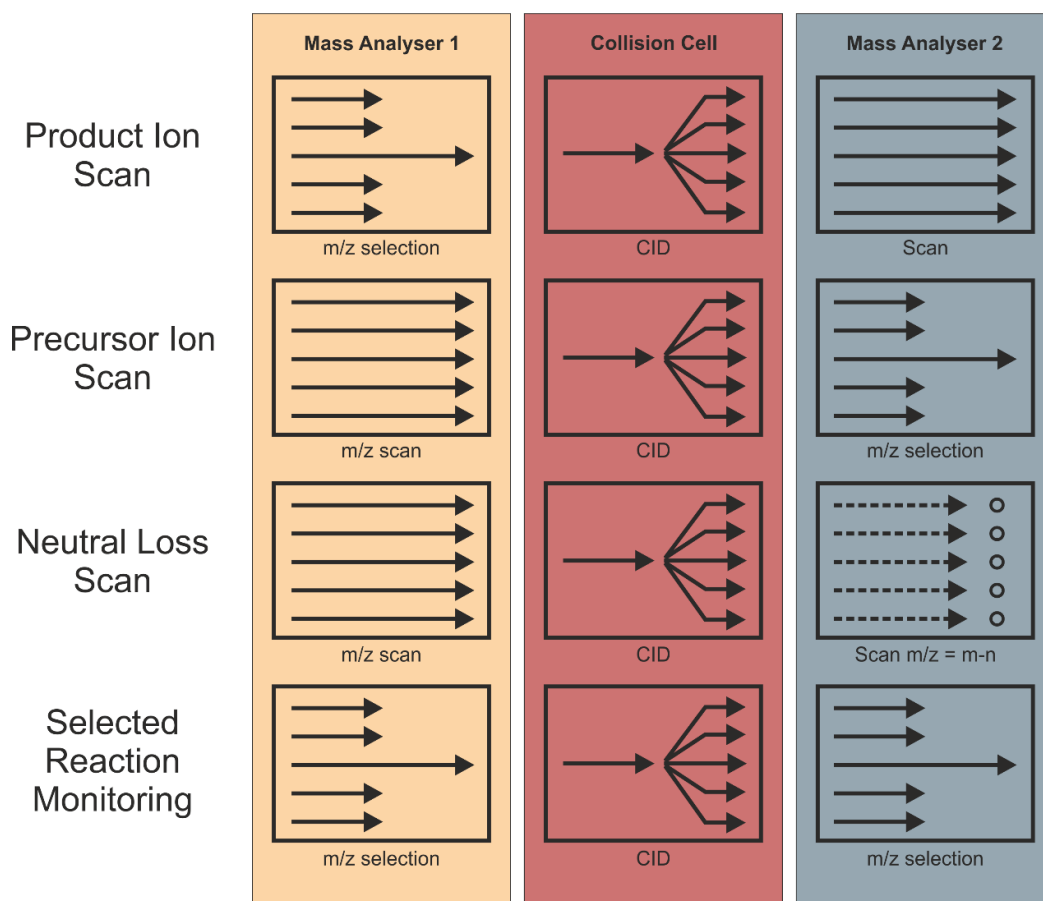 Mass Analyser 1
Collision Cell
Mass Analyser 2
Product Ion
Scan
m/z selection
CID
Scan
Precursor Ion
Scan
m/z scan
CID
m/z selection
Neutral Loss
Scan
m/z scan
CID
Scan m/z = m-n
Selected
Reaction
Monitoring
m/z selection
CID
m/z selection